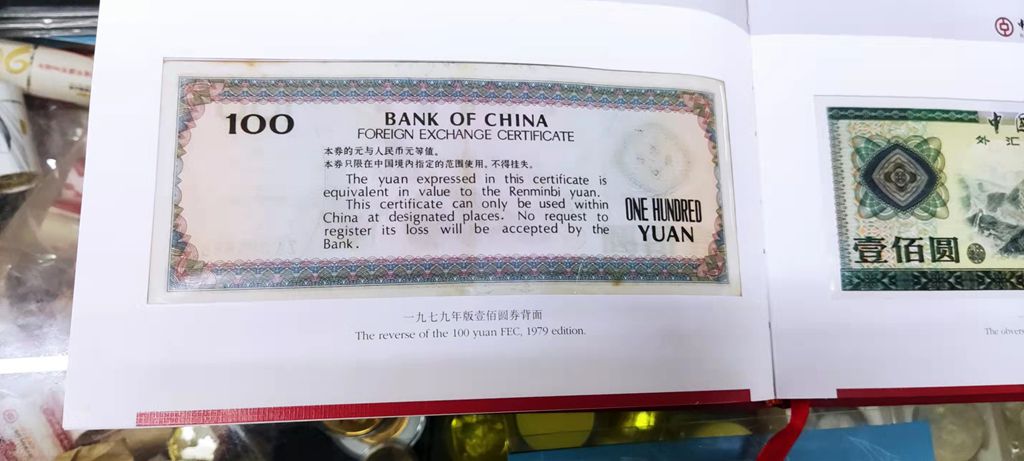 100
BANK OF CHINA
FOREIGN EXCHANGE CERTIFICATE
本券的元与人民币元等值。
本券只限在中国境内指定的范围使用。不得挂失。
The yuan expressed in this certificate is
equivalent in value to the Renminbi yuan.
This certificate can only be used within
China at designated places. No request to
register its loss will be accepted by the
Bank.
ONE HUNDRED
YUAN
一九七九年版壹佰圆券背面
The reverse of the 100 yuan FEC, 1979 edition.
中
外汇
壹佰圆
The